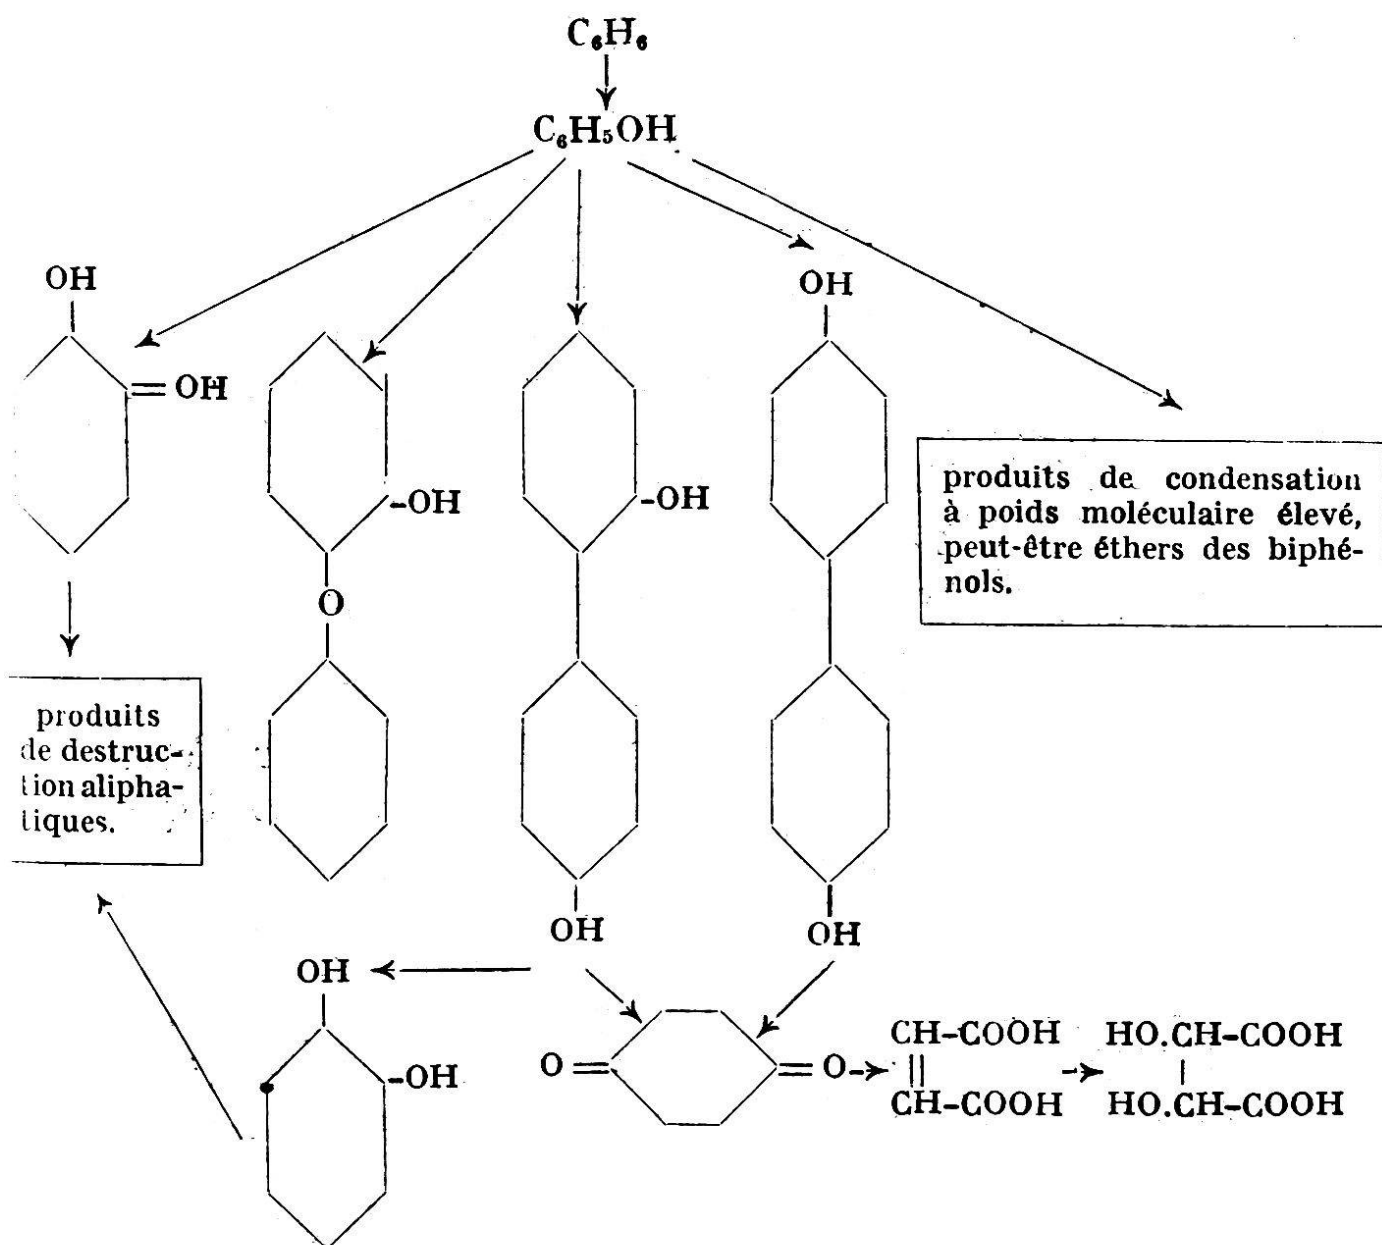 C₆H₆
C₆H₅OH
OH
OH
=OH
-OH
-OH
produits de condensation
à poids moléculaire élevé,
peut-être éthers des biphé-
nols.
O
produits
de destruc-
tion alipha-
tiques.
OH
OH
OH
-OH
O=
=O
CH-COOH
||
CH-COOH
HO.CH-COOH
|
HO.CH-COOH